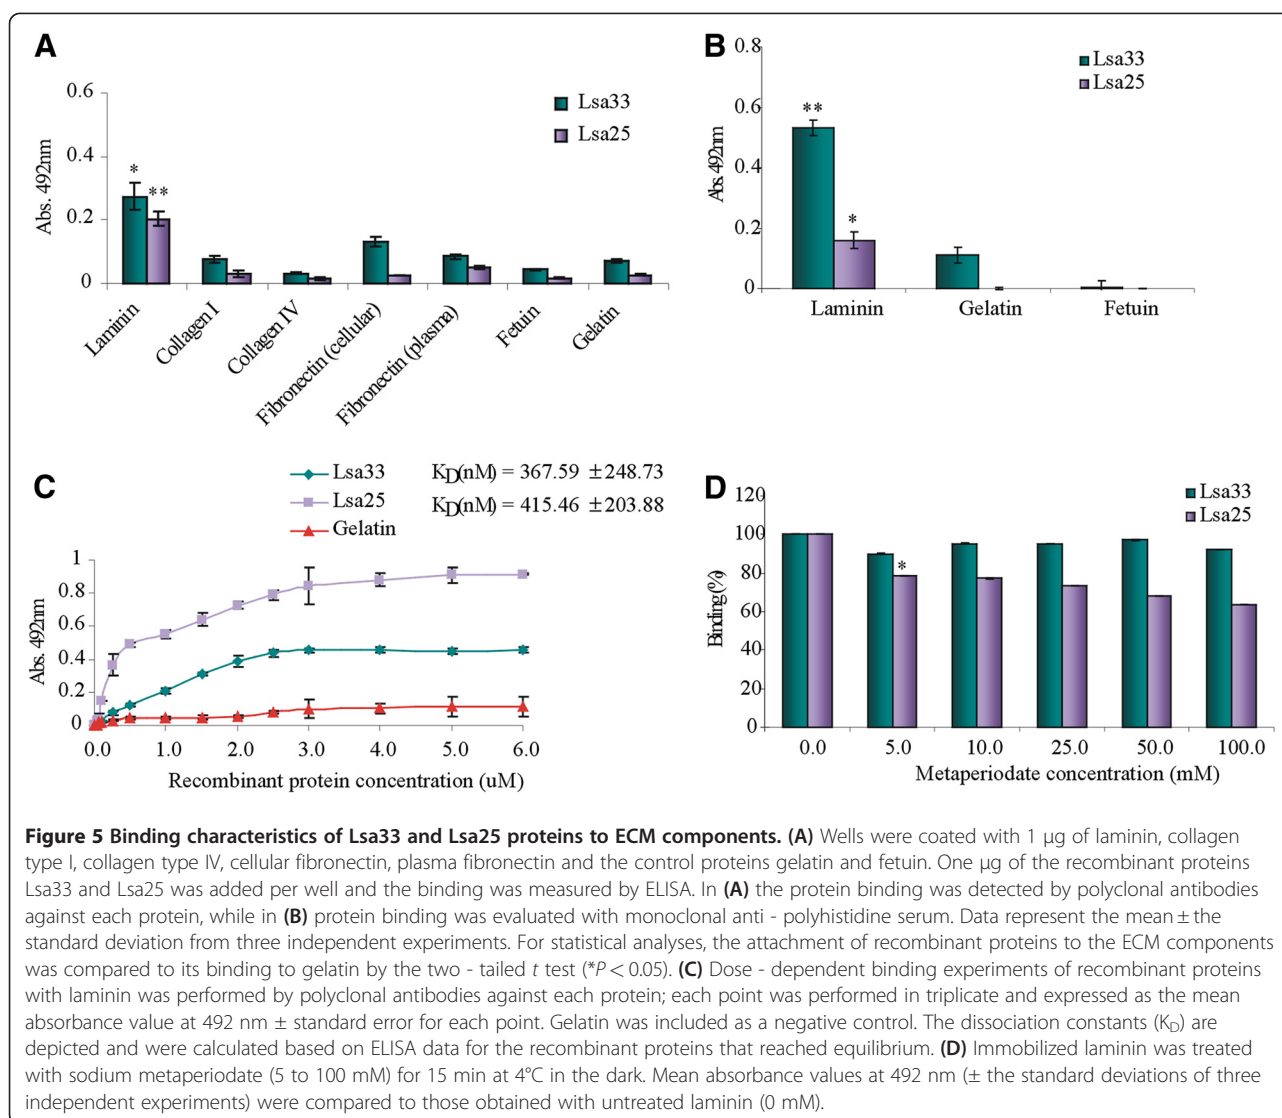 A
0.6
0.4
0.2
0
Abs. 492nm
Lsa33
Lsa25
*
**
Laminin
Collagen I
Collagen IV
Fibronectin (cellular)
Fibronectin (plasma)
Fetuin
Gelatin
B
0.8
0.6
0.4
0.2
0
Abs. 492nm
Lsa33
Lsa25
**
*
Laminin Gelatin Fetuin
C
Lsa33 KD(nM) = 367.59 ±248.73
Lsa25 KD(nM) = 415.46 ±203.88
Gelatin
1
0.8
0.6
0.4
0.2
0
Abs. 492nm
0.0 1.0 2.0 3.0 4.0 5.0 6.0
Recombinant protein concentration (uM)
D
120
100
80
60
40
20
0
Binding (%)
Lsa33
Lsa25
*
0.0 5.0 10.0 25.0 50.0 100.0
Metaperiodate concentration (mM)
Figure 5 Binding characteristics of Lsa33 and Lsa25 proteins to ECM components. (A) Wells were coated with 1 μg of laminin, collagen
type I, collagen type IV, cellular fibronectin, plasma fibronectin and the control proteins gelatin and fetuin. One μg of the recombinant proteins
Lsa33 and Lsa25 was added per well and the binding was measured by ELISA. In (A) the protein binding was detected by polyclonal antibodies
against each protein, while in (B) protein binding was evaluated with monoclonal anti - polyhistidine serum. Data represent the mean ± the
standard deviation from three independent experiments. For statistical analyses, the attachment of recombinant proteins to the ECM components
was compared to its binding to gelatin by the two - tailed t test (*P < 0.05). (C) Dose - dependent binding experiments of recombinant proteins
with laminin was performed by polyclonal antibodies against each protein; each point was performed in triplicate and expressed as the mean
absorbance value at 492 nm ± standard error for each point. Gelatin was included as a negative control. The dissociation constants (KD) are
depicted and were calculated based on ELISA data for the recombinant proteins that reached equilibrium. (D) Immobilized laminin was treated
with sodium metaperiodate (5 to 100 mM) for 15 min at 4°C in the dark. Mean absorbance values at 492 nm (± the standard deviations of three
independent experiments) were compared to those obtained with untreated laminin (0 mM).